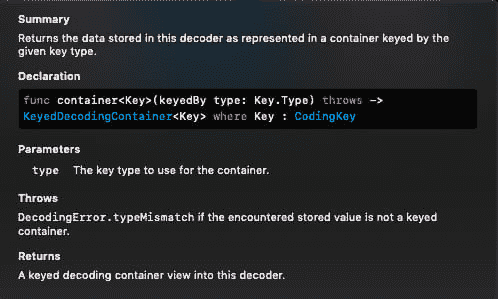 Summary
Returns the data stored in this decoder as represented in a container keyed by the
given key type.
Declaration
func container<Key>(keyedBy type: Key.Type) throws ->
KeyedDecodingContainer<Key> where Key : CodingKey
Parameters
type The key type to use for the container.
Throws
DecodingError.typeMismatch if the encountered stored value is not a keyed
container.
Returns
A keyed decoding container view into this decoder.